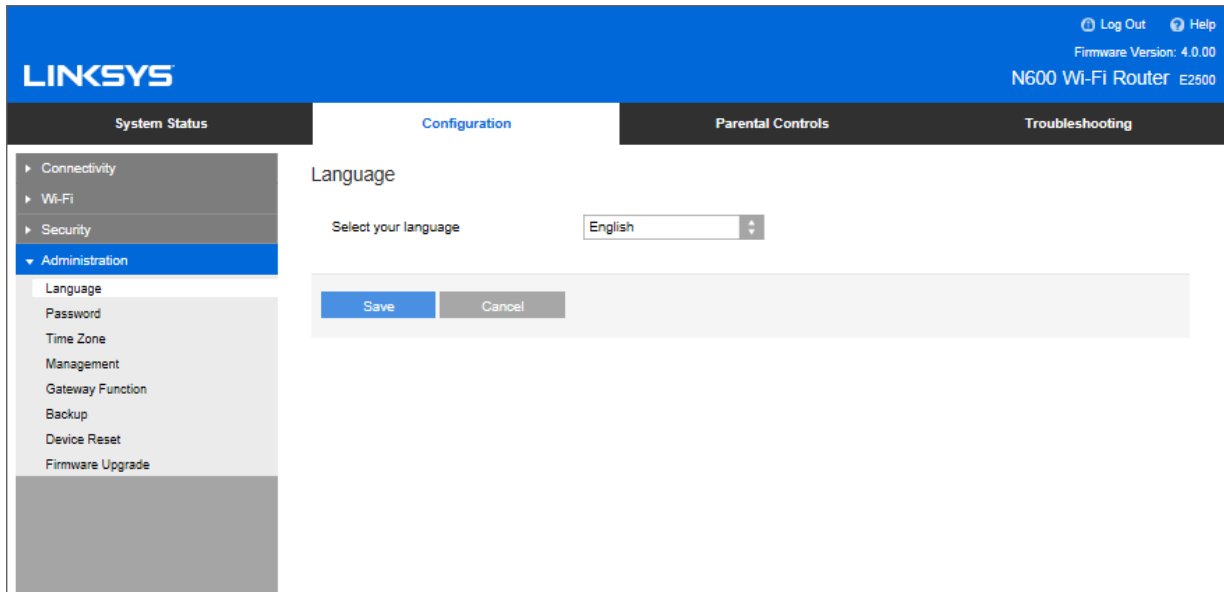 Log Out Help
Firmware Version: 4.0.00
LINKSYS
N600 Wi-Fi Router E2500
System Status Configuration Parental Controls Troubleshooting
Connectivity
Wi-Fi
Security
Administration
Language
Password
Time Zone
Management
Gateway Function
Backup
Device Reset
Firmware Upgrade
Language
Select your language English
Save Cancel